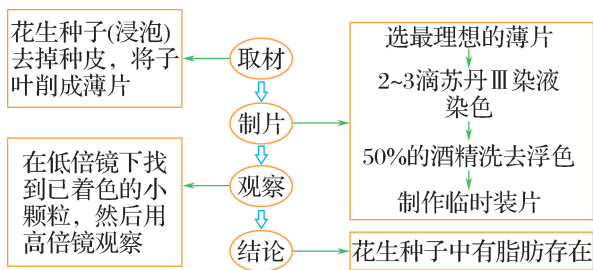 花生种子(浸泡)
去掉种皮，将子
叶削成薄片
取材
制片
选最理想的薄片
2~3滴苏丹Ⅲ染液
染色
50%的酒精洗去浮色
制作临时装片
在低倍镜下找
到已着色的小
颗粒，然后用
高倍镜观察
观察
结论
花生种子中有脂肪存在